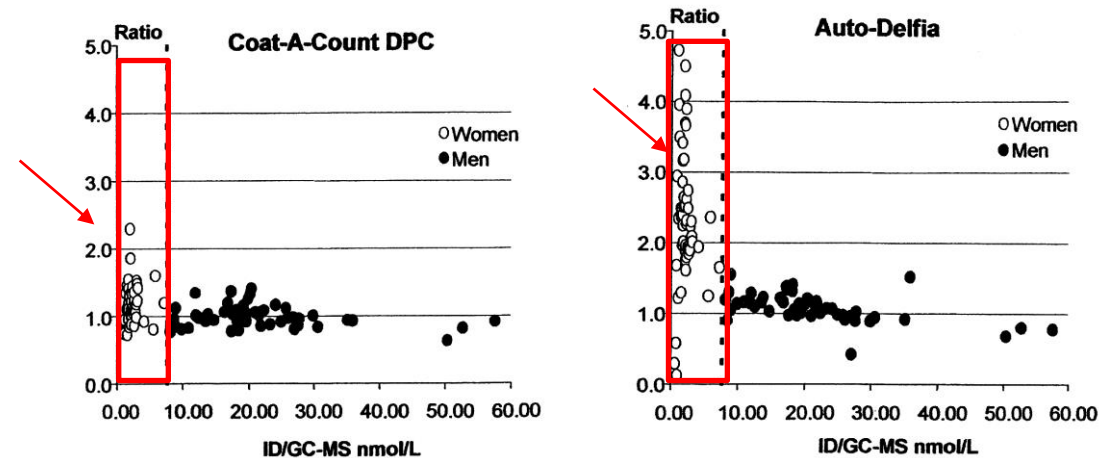 Ratio
Coat-A-Count DPC
5.0
4.0
3.0
2.0
1.0
0.0
○Women
●Men
0.00 10.00 20.00 30.00 40.00 50.00 60.00
ID/GC-MS nmol/L
Ratio
Auto-Delfia
5.0
4.0
3.0
2.0
1.0
0.0
○Women
●Men
0.00 10.00 20.00 30:00 40.00 50.00 60.00
ID/GC-MS nmol/L